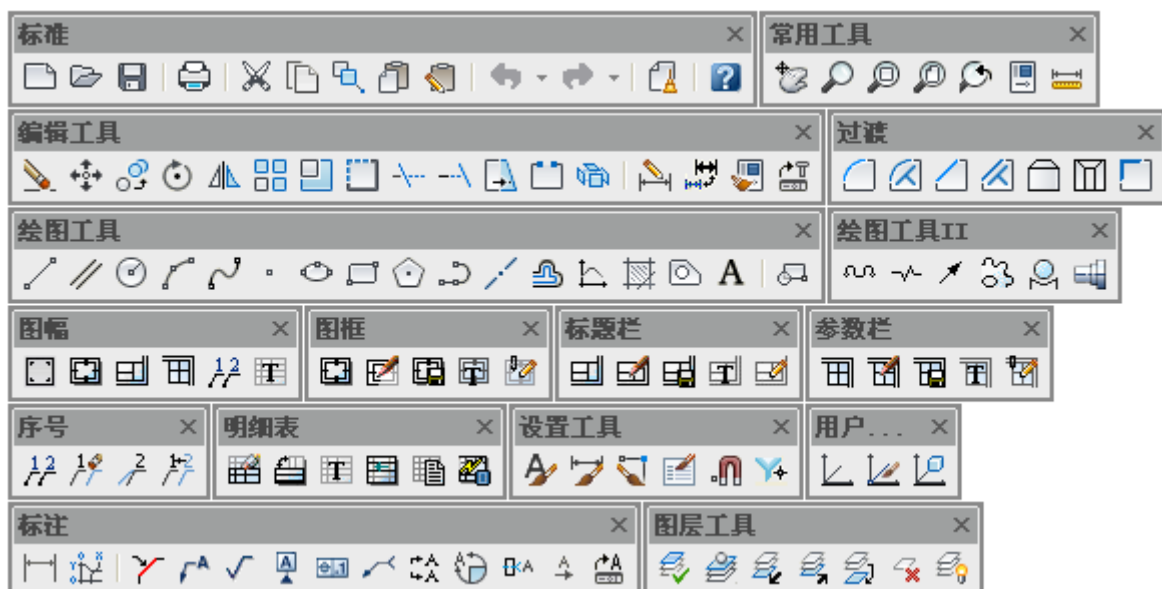 标准 常用工具
编辑工具 过渡
绘图工具 绘图工具II
图幅 图框 标题栏 参数栏
序号 明细表 设置工具 用户...
标注 图层工具